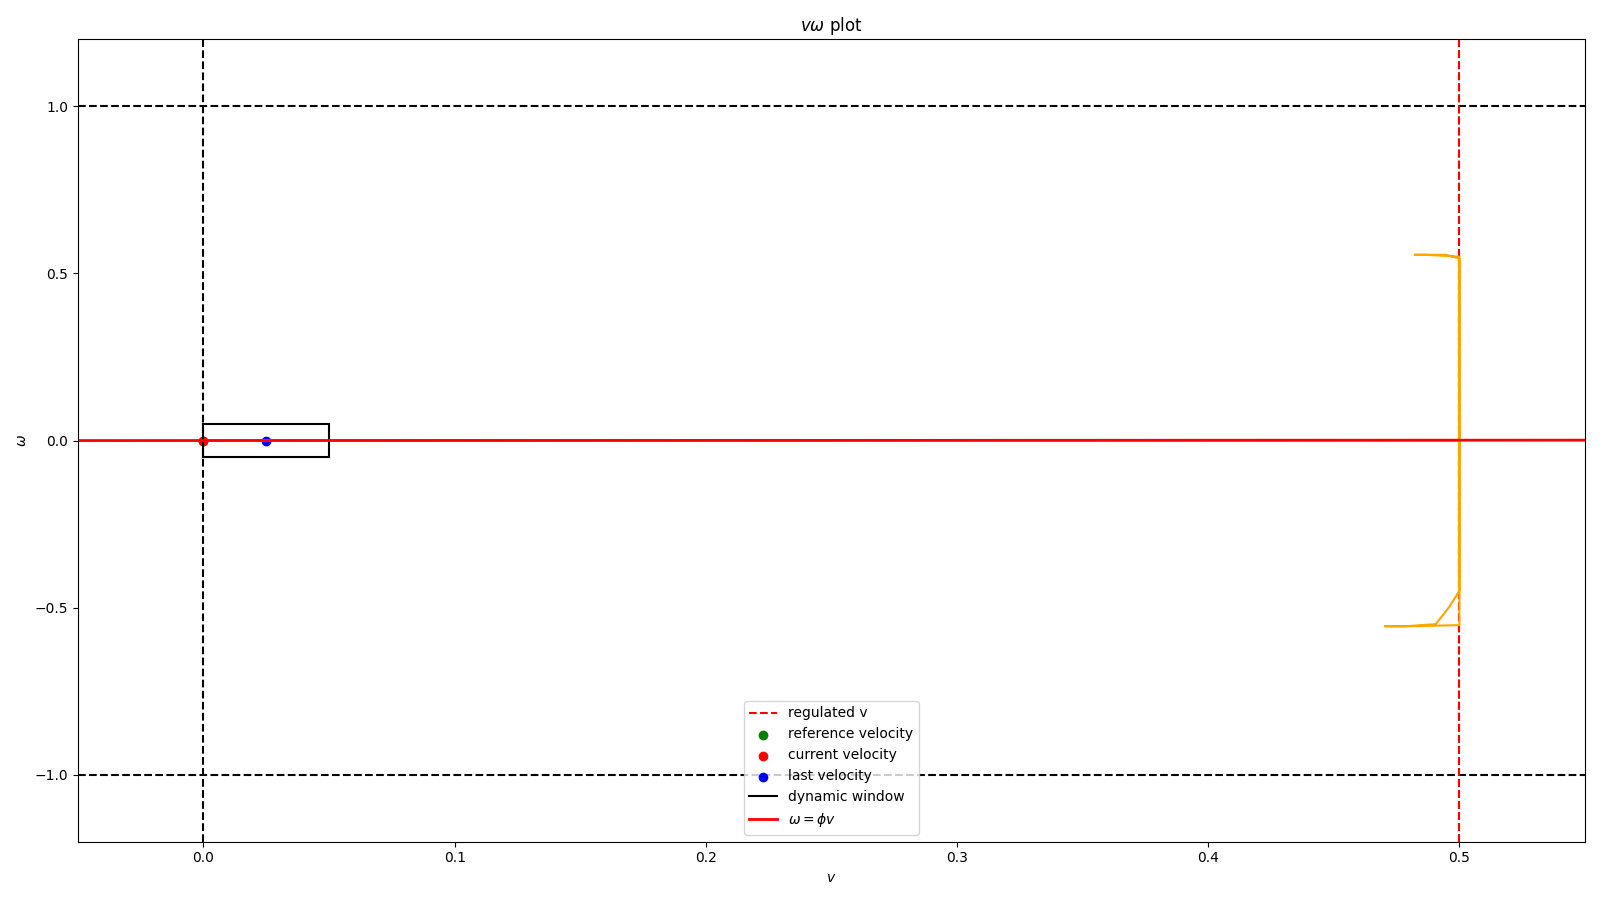 vω plot
1.0
0.5
0.0
−0.5
−1.0
ω
regulated v
reference velocity
current velocity
last velocity
dynamic window
ω = ϕv
0.0 0.1 0.2 0.3 0.4 0.5
v